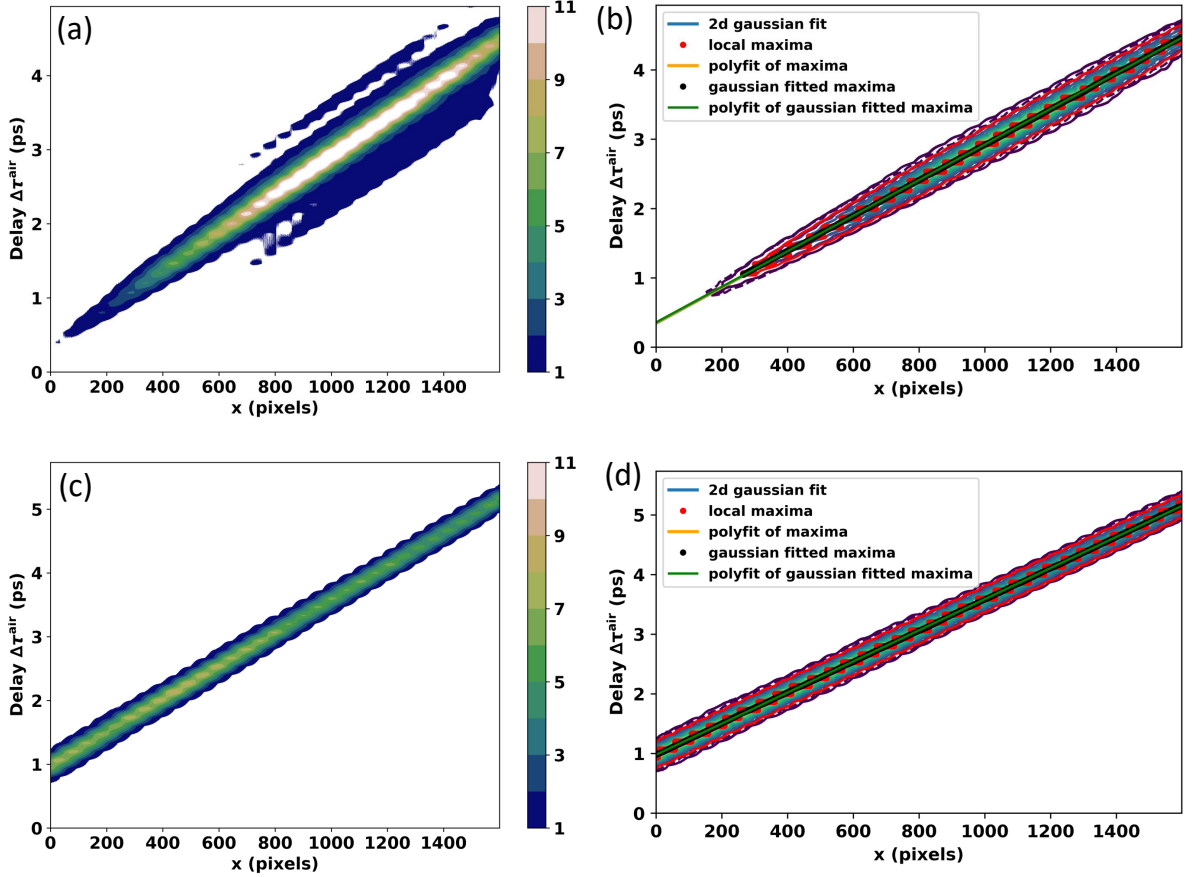 (a)
Delay Δτ^air (ps)
4
3
2
1
0
0 200 400 600 800 1000 1200 1400
x (pixels)
11
9
7
5
3
1
(b)
2d gaussian fit
local maxima
polyfit of maxima
gaussian fitted maxima
polyfit of gaussian fitted maxima
Delay Δτ^air (ps)
4
3
2
1
0
0 200 400 600 800 1000 1200 1400
x (pixels)
(c)
Delay Δτ^air (ps)
5
4
3
2
1
0
0 200 400 600 800 1000 1200 1400
x (pixels)
11
9
7
5
3
1
(d)
2d gaussian fit
local maxima
polyfit of maxima
gaussian fitted maxima
polyfit of gaussian fitted maxima
Delay Δτ^air (ps)
5
4
3
2
1
0
0 200 400 600 800 1000 1200 1400
x (pixels)